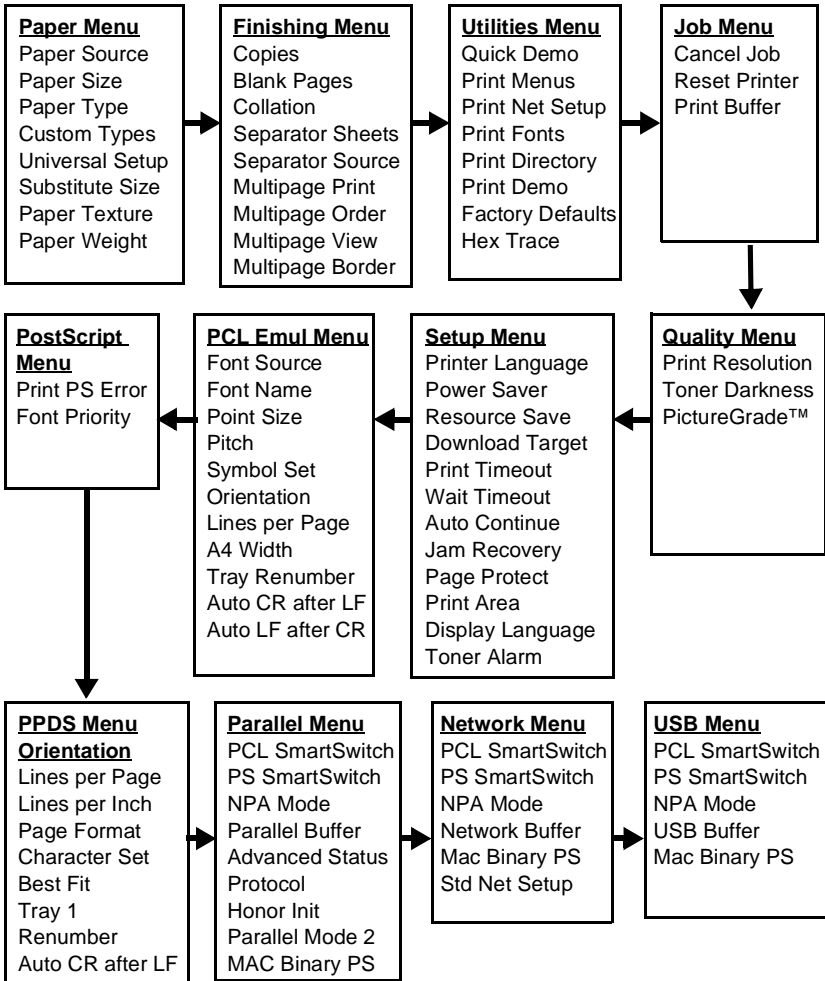 Paper Menu
Paper Source
Paper Size
Paper Type
Custom Types
Universal Setup
Substitute Size
Paper Texture
Paper Weight
Finishing Menu
Copies
Blank Pages
Collation
Separator Sheets
Separator Source
Multipage Print
Multipage Order
Multipage View
Multipage Border
Utilities Menu
Quick Demo
Print Menus
Print Net Setup
Print Fonts
Print Directory
Print Demo
Factory Defaults
Hex Trace
Job Menu
Cancel Job
Reset Printer
Print Buffer
Quality Menu
Print Resolution
Toner Darkness
PictureGrade™
Setup Menu
Printer Language
Power Saver
Resource Save
Download Target
Print Timeout
Wait Timeout
Auto Continue
Jam Recovery
Page Protect
Print Area
Display Language
Toner Alarm
PCL Emul Menu
Font Source
Font Name
Point Size
Pitch
Symbol Set
Orientation
Lines per Page
A4 Width
Tray Renumber
Auto CR after LF
Auto LF after CR
PostScript
Menu
Print PS Error
Font Priority
PPDS Menu
Orientation
Lines per Page
Lines per Inch
Page Format
Character Set
Best Fit
Tray 1
Renumber
Auto CR after LF
Parallel Menu
PCL SmartSwitch
PS SmartSwitch
NPA Mode
Parallel Buffer
Advanced Status
Protocol
Honor Init
Parallel Mode 2
MAC Binary PS
Network Menu
PCL SmartSwitch
PS SmartSwitch
NPA Mode
Network Buffer
Mac Binary PS
Std Net Setup
USB Menu
PCL SmartSwitch
PS SmartSwitch
NPA Mode
USB Buffer
Mac Binary PS